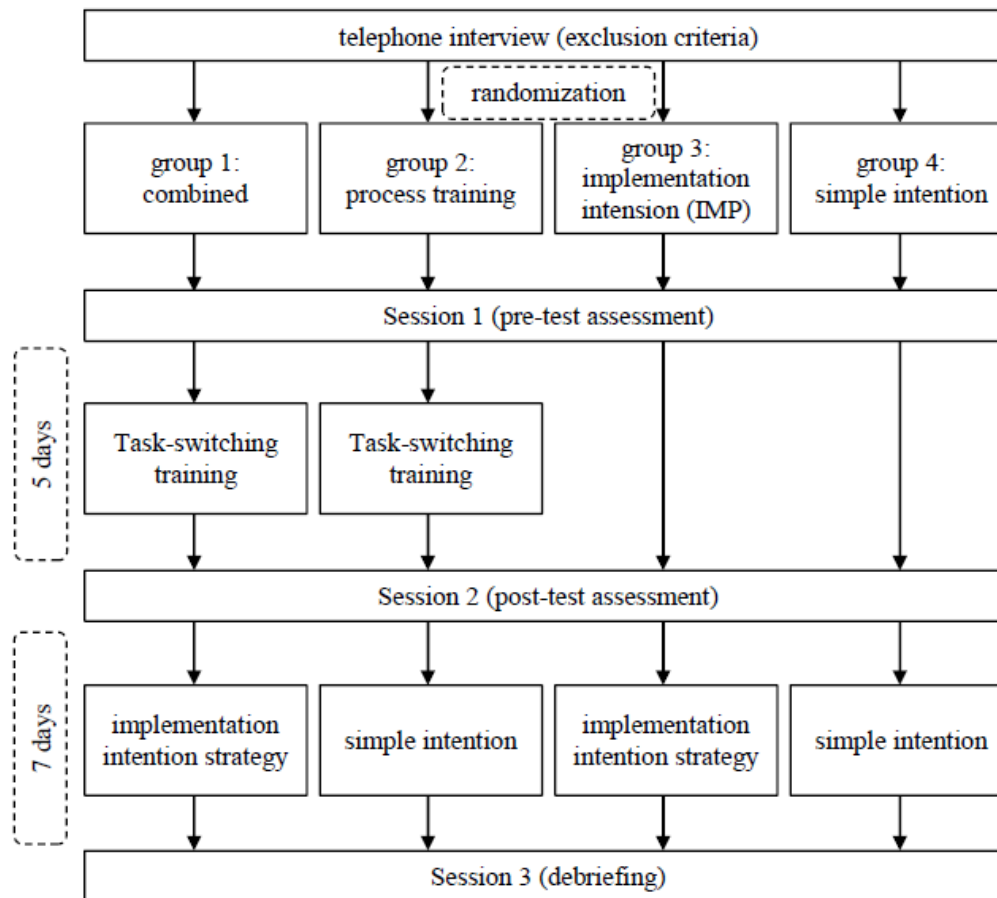 telephone interview (exclusion criteria)
randomization
group 1:
combined
group 2:
process training
group 3:
implementation
intension (IMP)
group 4:
simple intention
Session 1 (pre-test assessment)
5 days
Task-switching
training
Task-switching
training
Session 2 (post-test assessment)
7 days
implementation
intention strategy
simple intention
implementation
intention strategy
simple intention
Session 3 (debriefing)